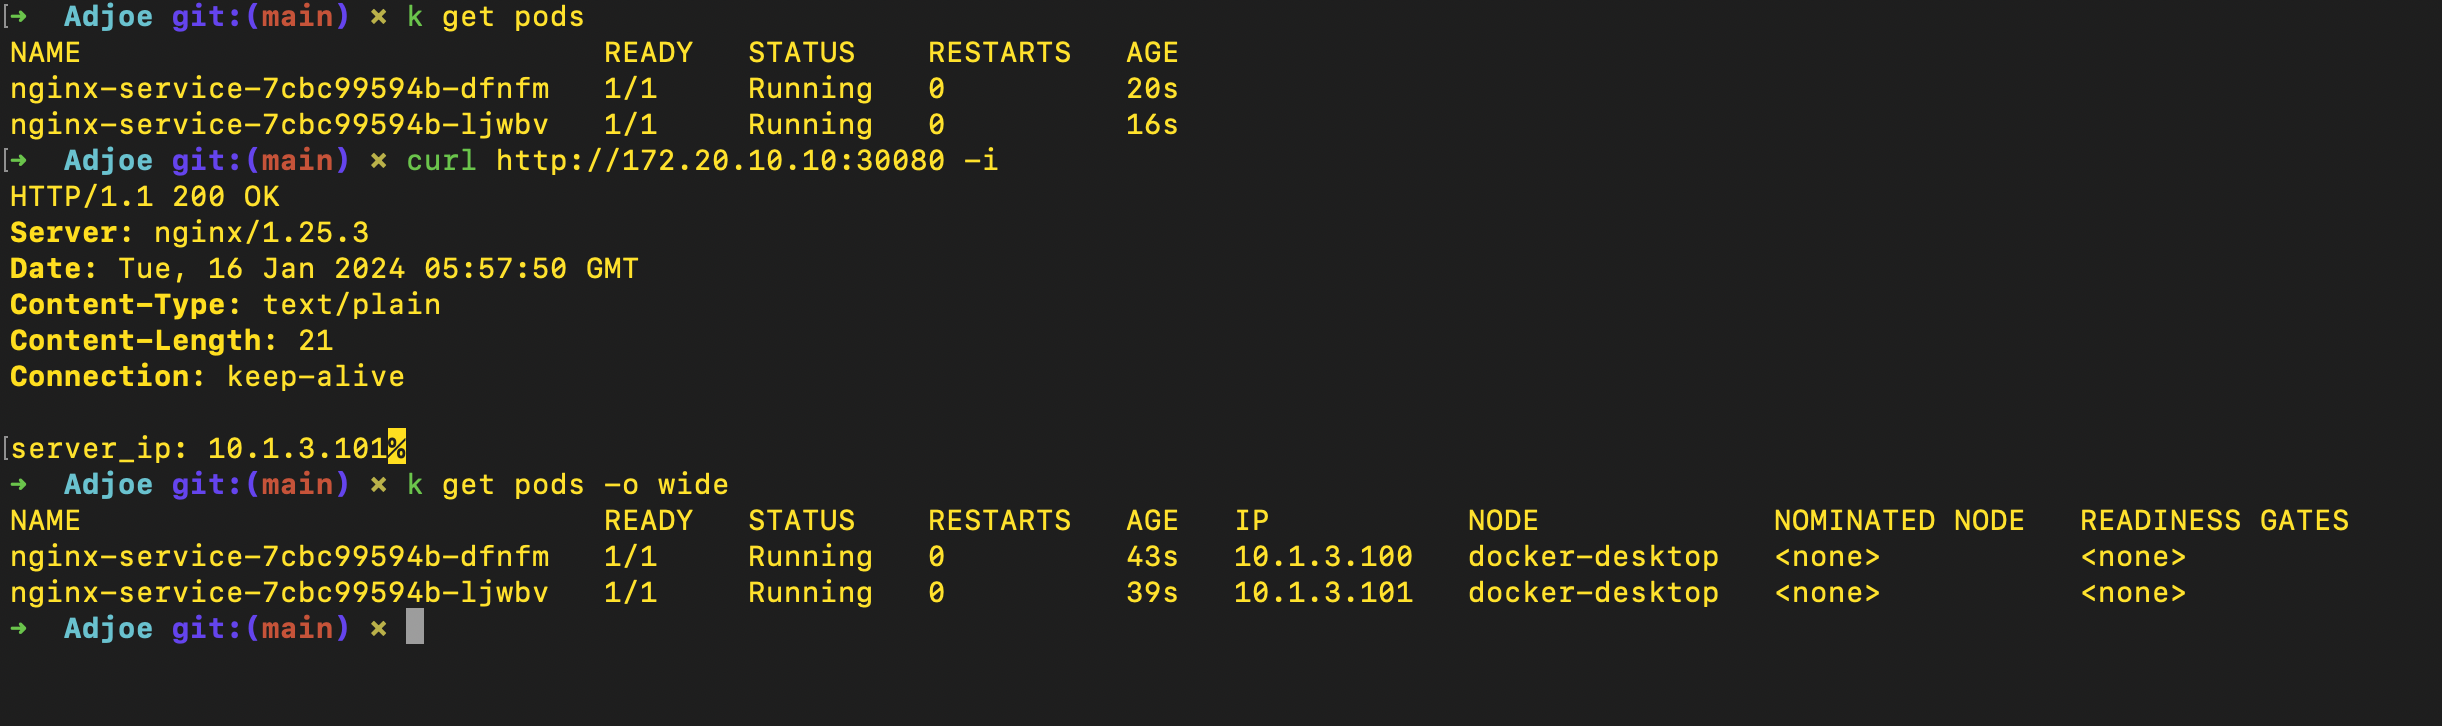 [➜  Adjoe git:(main) ✗ k get pods
NAME                             READY   STATUS    RESTARTS   AGE
nginx-service-7cbc99594b-dfnfm   1/1     Running   0          20s
nginx-service-7cbc99594b-ljwbv   1/1     Running   0          16s
[➜  Adjoe git:(main) ✗ curl http://172.20.10.10:30080 -i
HTTP/1.1 200 OK
Server: nginx/1.25.3
Date: Tue, 16 Jan 2024 05:57:50 GMT
Content-Type: text/plain
Content-Length: 21
Connection: keep-alive

[server_ip: 10.1.3.101%
➜  Adjoe git:(main) ✗ k get pods -o wide
NAME                             READY   STATUS    RESTARTS   AGE   IP           NODE             NOMINATED NODE   READINESS GATES
nginx-service-7cbc99594b-dfnfm   1/1     Running   0          43s   10.1.3.100   docker-desktop   <none>           <none>
nginx-service-7cbc99594b-ljwbv   1/1     Running   0          39s   10.1.3.101   docker-desktop   <none>           <none>
➜  Adjoe git:(main) ✗